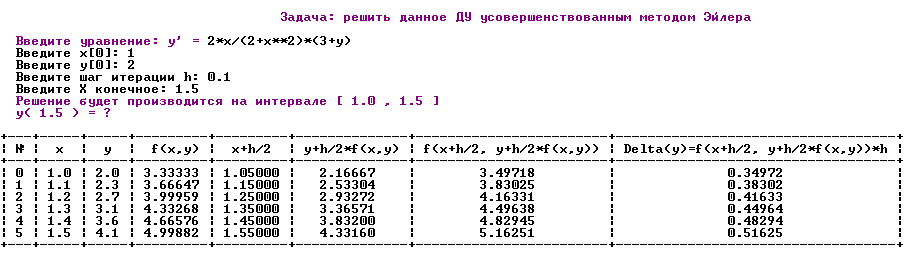 Задача: решить данное ДУ усовершенствованным методом Эйлера
Введите уравнение: y' = 2*x/(2+x**2)*(3+y)
Введите x[0]: 1
Введите y[0]: 2
Введите шаг итерации h: 0.1
Введите X конечное: 1.5
Решение будет производится на интервале [ 1.0 , 1.5 ]
y( 1.5 ) = ?
№ ¦ x ¦ y ¦ f(x,y) ¦ x+h/2 ¦ y+h/2*f(x,y) ¦ f(x+h/2, y+h/2*f(x,y)) ¦ Delta(y)=f(x+h/2, y+h/2*f(x,y))*h
0 ¦ 1.0 ¦ 2.0 ¦ 3.33333 ¦ 1.05000 ¦ 2.16667 ¦ 3.49718 ¦ 0.34972
1 ¦ 1.1 ¦ 2.3 ¦ 3.66647 ¦ 1.15000 ¦ 2.53304 ¦ 3.83025 ¦ 0.38302
2 ¦ 1.2 ¦ 2.7 ¦ 3.99959 ¦ 1.25000 ¦ 2.93272 ¦ 4.16331 ¦ 0.41633
3 ¦ 1.3 ¦ 3.1 ¦ 4.33268 ¦ 1.35000 ¦ 3.36571 ¦ 4.49638 ¦ 0.44964
4 ¦ 1.4 ¦ 3.6 ¦ 4.66576 ¦ 1.45000 ¦ 3.83200 ¦ 4.82945 ¦ 0.48294
5 ¦ 1.5 ¦ 4.1 ¦ 4.99882 ¦ 1.55000 ¦ 4.33160 ¦ 5.16251 ¦ 0.51625